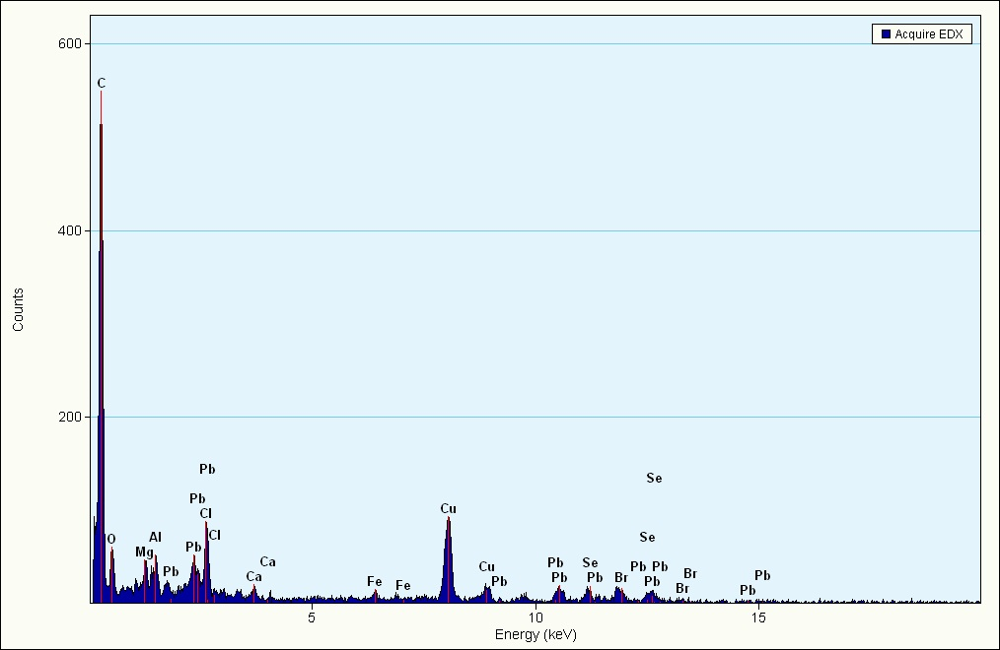 Acquire EDX
600
400
200
Counts
C
O
Mg
Al
Pb
Pb
Pb
Pb
Cl
Cl
Ca
Ca
Fe
Fe
Cu
Cu
Pb
Pb
Pb
Se
Pb
Br
Se
Se
Pb
Pb
Pb
Br
Br
Pb
Pb
5
10
15
Energy (keV)